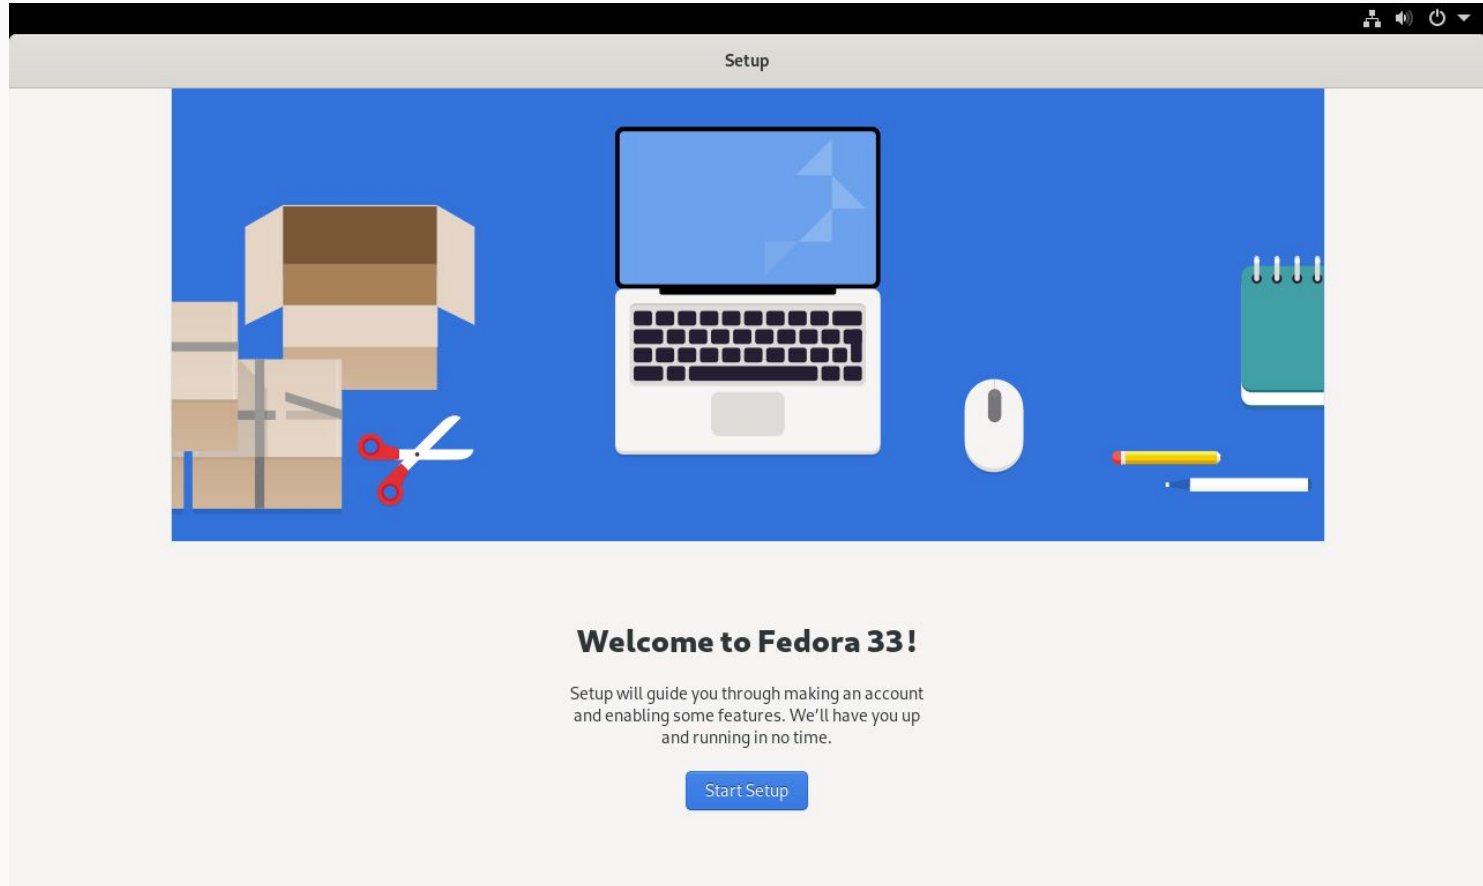 Setup
Welcome to Fedora 33!
Setup will guide you through making an account
and enabling some features. We’ll have you up
and running in no time.
Start Setup